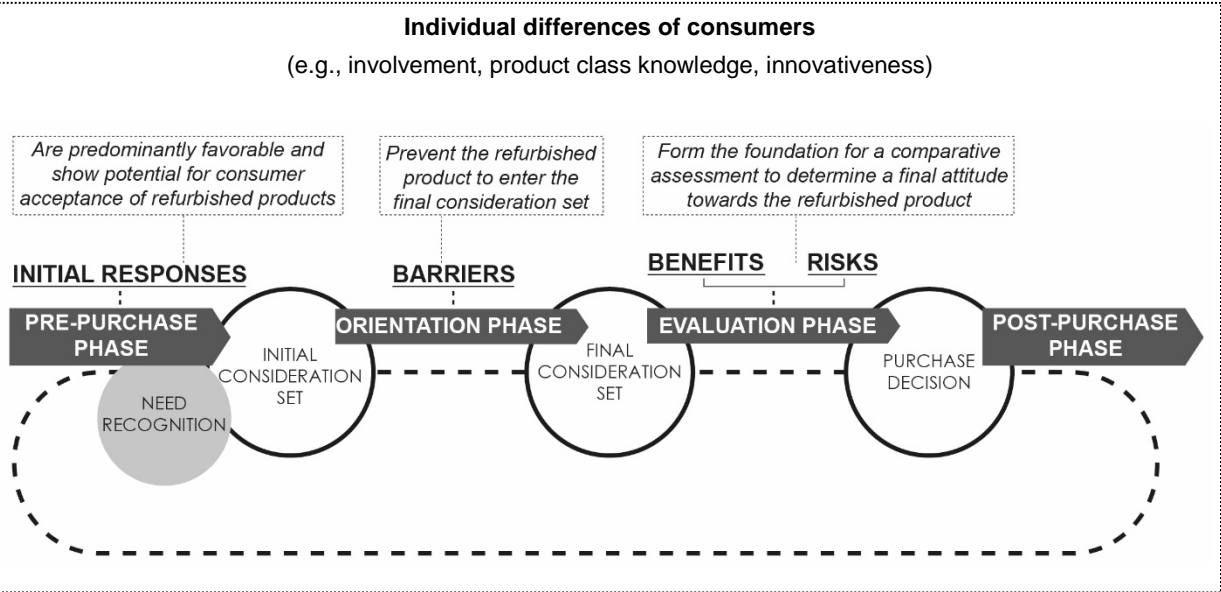 Individual differences of consumers
(e.g., involvement, product class knowledge, innovativeness)
Are predominantly favorable and
show potential for consumer
acceptance of refurbished products
Prevent the refurbished
product to enter the
final consideration set
Form the foundation for a comparative
assessment to determine a final attitude
towards the refurbished product
INITIAL RESPONSES
BARRIERS
BENEFITS
RISKS
PRE-PURCHASE
PHASE
ORIENTATION PHASE
EVALUATION PHASE
POST-PURCHASE
PHASE
NEED
RECOGNITION
INITIAL
CONSIDERATION
SET
FINAL
CONSIDERATION
SET
PURCHASE
DECISION